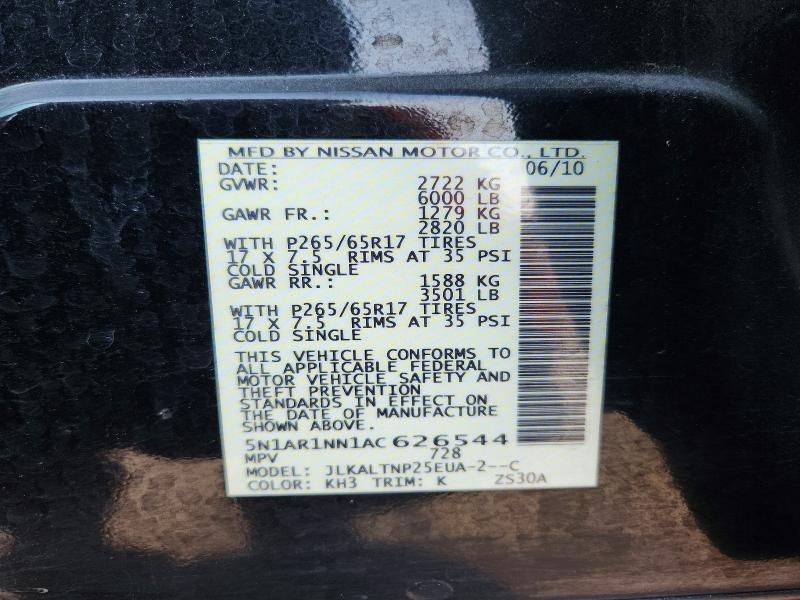 MFD BY NISSAN MOTOR CO., LTD.
DATE: 06/10
GVWR: 2722 KG
6000 LB
GAWR FR.: 1279 KG
2820 LB
WITH P265/65R17 TIRES
17 X 7.5 RIMS AT 35 PSI
COLD SINGLE
GAWR RR.: 1588 KG
3501 LB
WITH P265/65R17 TIRES
17 X 7.5 RIMS AT 35 PSI
COLD SINGLE
THIS VEHICLE CONFORMS TO
ALL APPLICABLE FEDERAL
MOTOR VEHICLE SAFETY AND
THEFT PREVENTION
STANDARDS IN EFFECT ON
THE DATE OF MANUFACTURE
SHOWN ABOVE.
5N1AR1NN1AC 626544
MPV 728
MODEL: JLKALTNP25EUA-2--C
COLOR: KH3 TRIM: K ZS30A